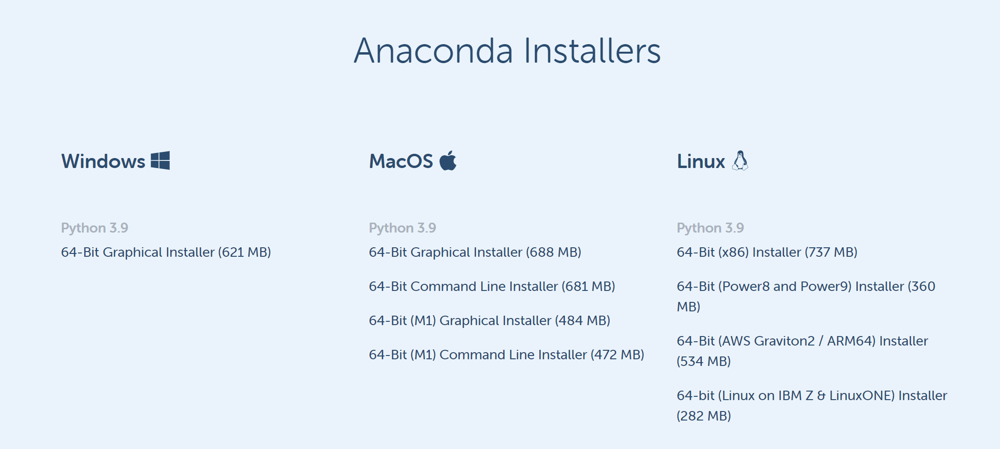 Anaconda Installers
Windows
Python 3.9
64-Bit Graphical Installer (621 MB)
MacOS
Python 3.9
64-Bit Graphical Installer (688 MB)
64-Bit Command Line Installer (681 MB)
64-Bit (M1) Graphical Installer (484 MB)
64-Bit (M1) Command Line Installer (472 MB)
Linux
Python 3.9
64-Bit (x86) Installer (737 MB)
64-Bit (Power8 and Power9) Installer (360
MB)
64-Bit (AWS Graviton2 / ARM64) Installer
(534 MB)
64-bit (Linux on IBM Z & LinuxONE) Installer
(282 MB)